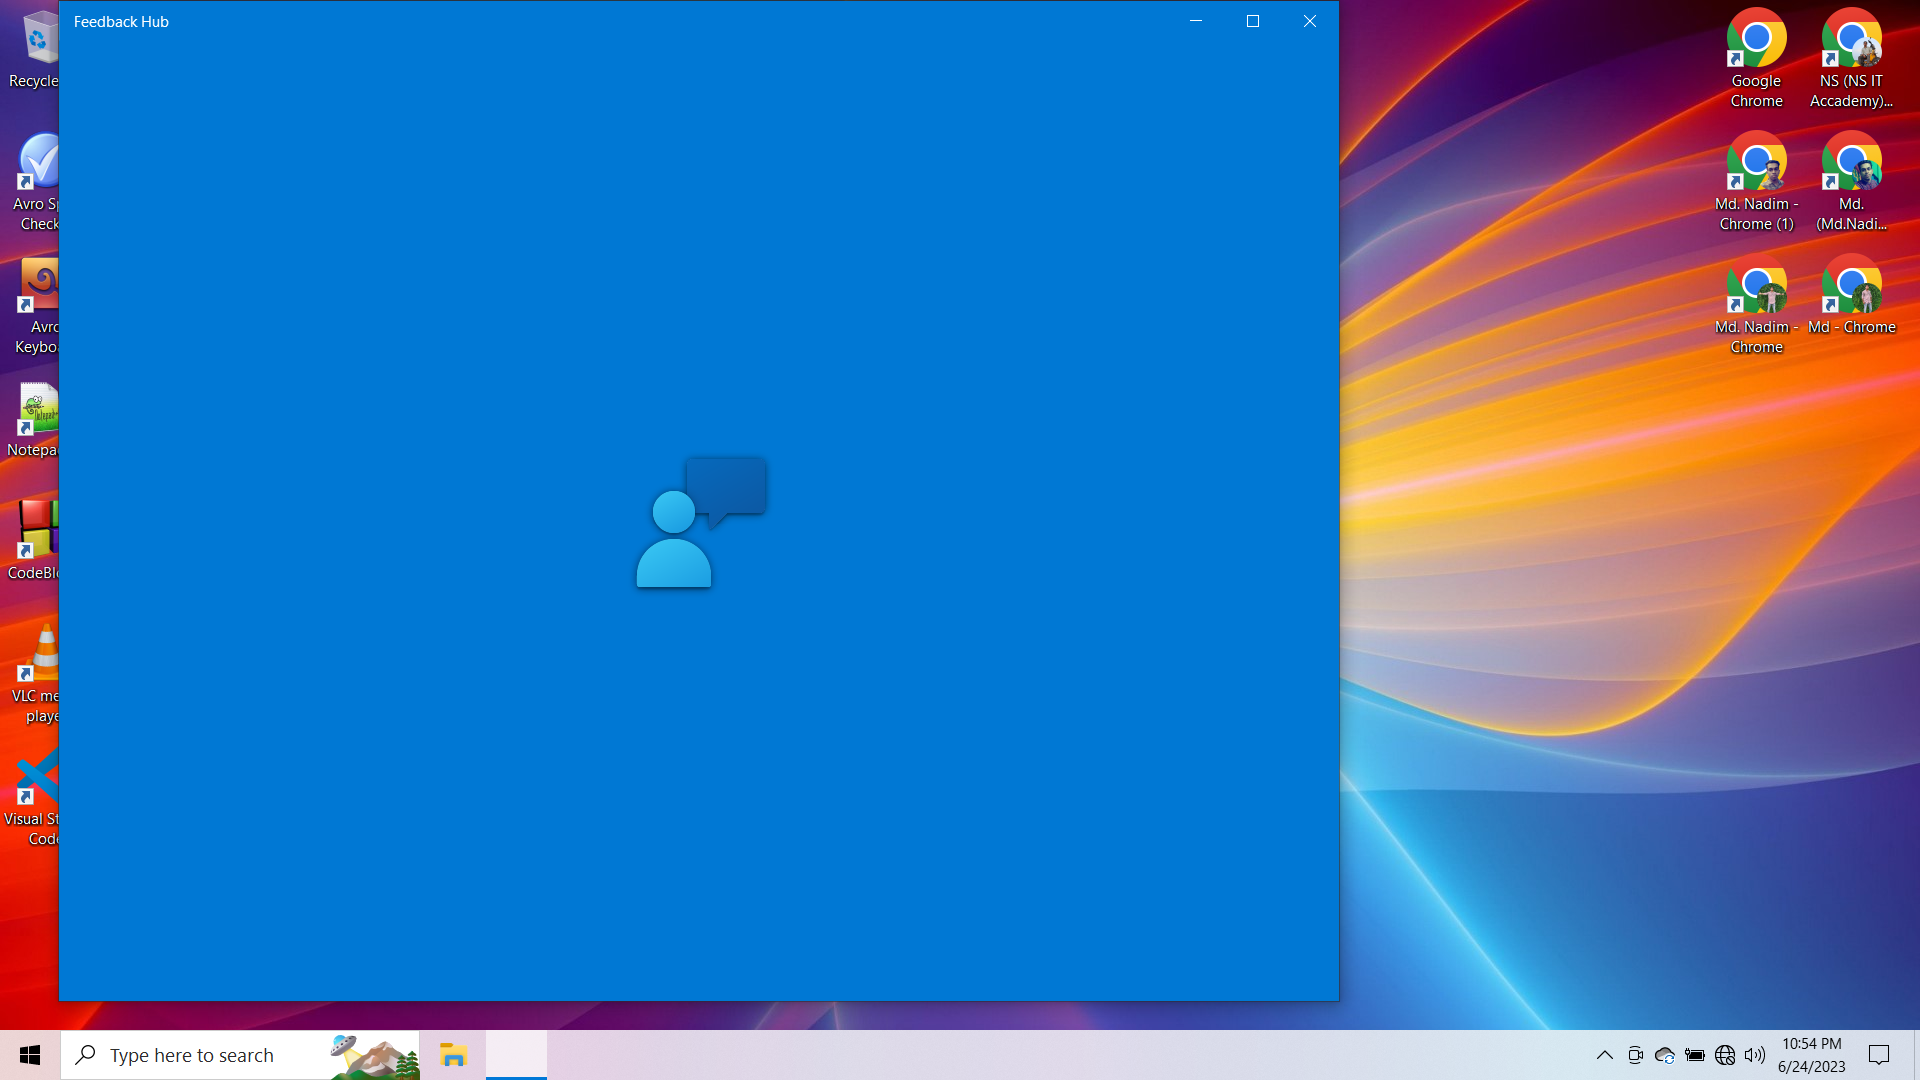 Feedback Hub
Recycle
Avro Sp
Check
Avro
Keyboa
Notepa
CodeBlo
VLC me
playe
Visual St
Code
Google
Chrome
NS (NS IT
Accademy)...
Md. Nadim -
Chrome (1)
Md.
(Md.Nadi...
Md. Nadim -
Chrome
Md - Chrome
Type here to search
10:54 PM
6/24/2023